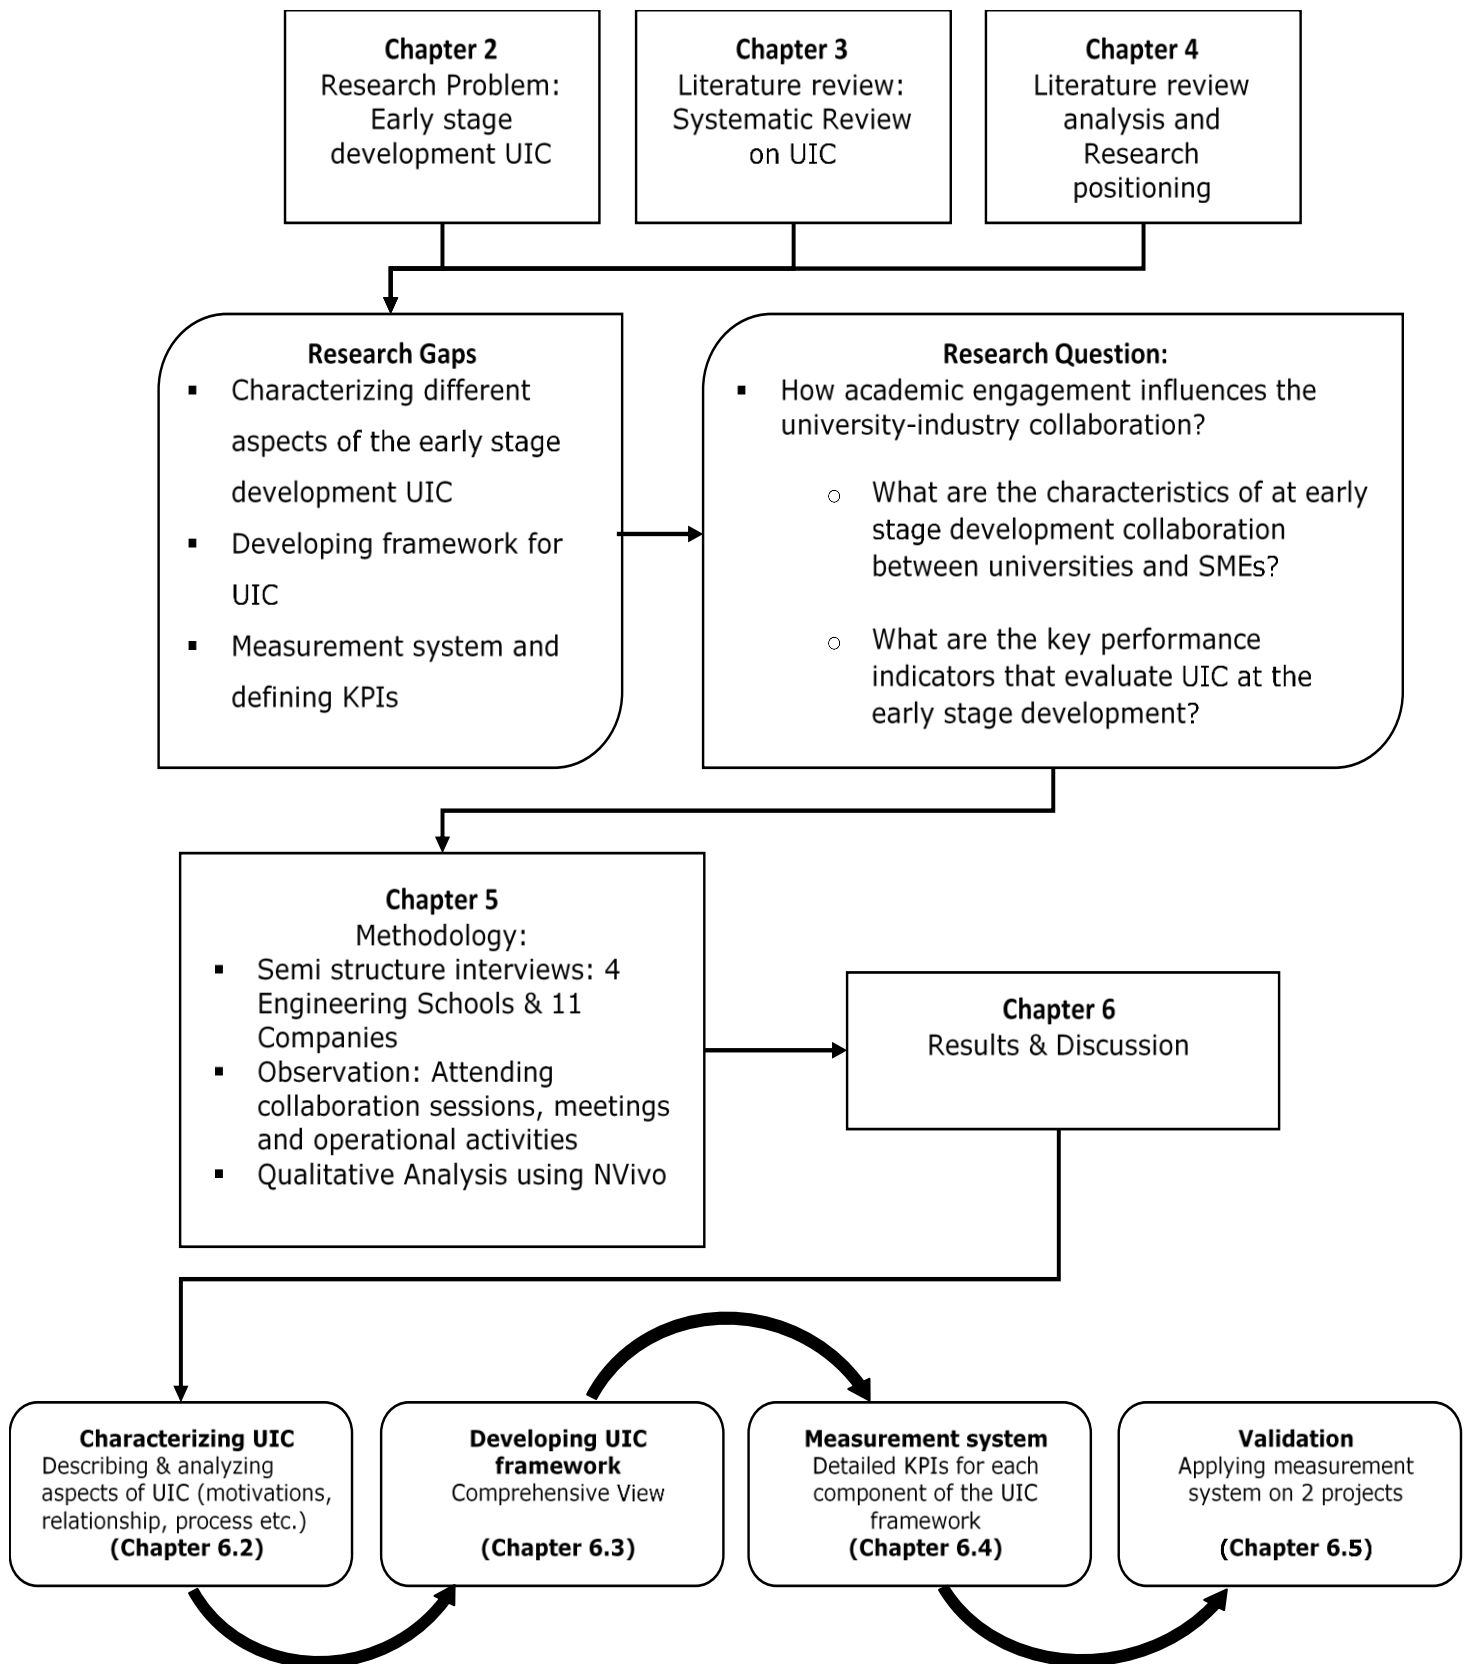 Chapter 2
Research Problem:
Early stage
development UIC
Chapter 3
Literature review:
Systematic Review
on UIC
Chapter 4
Literature review
analysis and
Research
positioning
Research Gaps
▪ Characterizing different
aspects of the early stage
development UIC
▪ Developing framework for
UIC
▪ Measurement system and
defining KPIs
Research Question:
▪ How academic engagement influences the
university-industry collaboration?
○ What are the characteristics of at early
stage development collaboration
between universities and SMEs?
○ What are the key performance
indicators that evaluate UIC at the
early stage development?
Chapter 5
Methodology:
▪ Semi structure interviews: 4
Engineering Schools & 11
Companies
▪ Observation: Attending
collaboration sessions, meetings
and operational activities
▪ Qualitative Analysis using NVivo
Chapter 6
Results & Discussion
Characterizing UIC
Describing & analyzing
aspects of UIC (motivations,
relationship, process etc.)
(Chapter 6.2)
Developing UIC
framework
Comprehensive View
(Chapter 6.3)
Measurement system
Detailed KPIs for each
component of the UIC
framework
(Chapter 6.4)
Validation
Applying measurement
system on 2 projects
(Chapter 6.5)